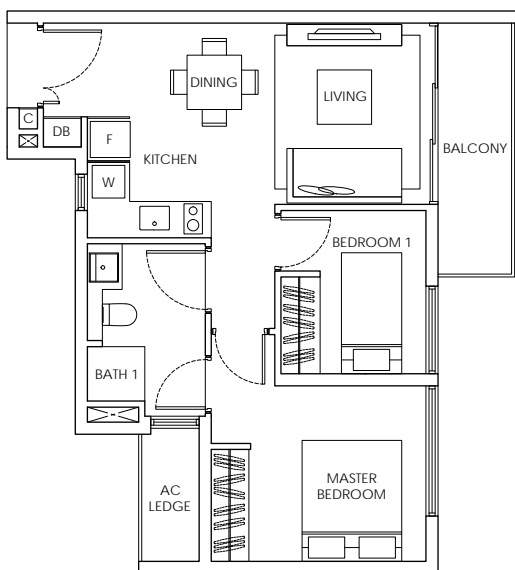 DINING
LIVING
C
DB
F
BALCONY
KITCHEN
W
BEDROOM 1
BATH 1
AC
LEDGE
MASTER
BEDROOM